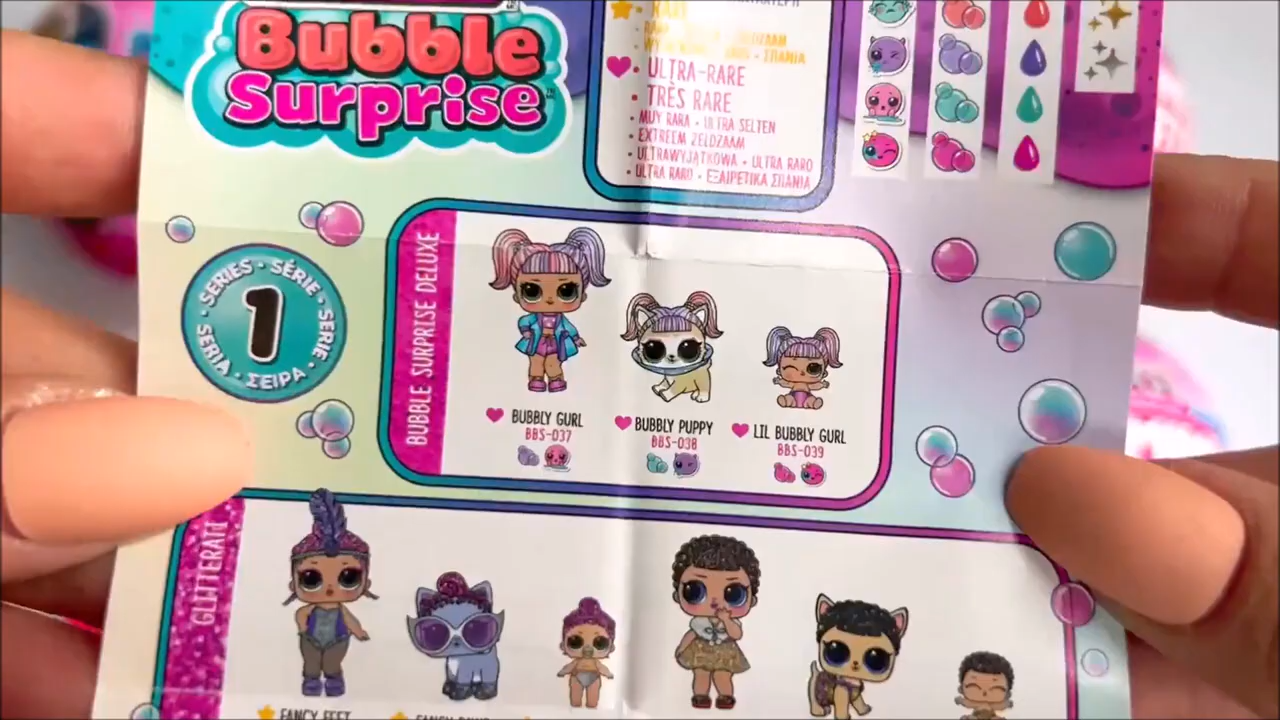 Bubble
Surprise
ULTRA-RARE
• TRÈS RARE
• MUY RARA • ULTRA SELTEN
• EXTREEM ZELDZAAM
• ULTRAWYJĄTKOWA • ULTRA RARO
• ULTRA RARO • ΕΞΑΙΡΕΤΙΚΑ ΣΠΑΝΙΑ
SERIES • SÉRIE • SERIE • ΣΕΙΡΑ • SERIA
1
BUBBLE SURPRISE DELUXE
BUBBLY GURL
BBS-037
BUBBLY PUPPY
BBS-038
LIL BUBBLY GURL
BBS-039
GLITTERATI
FANCY FEET